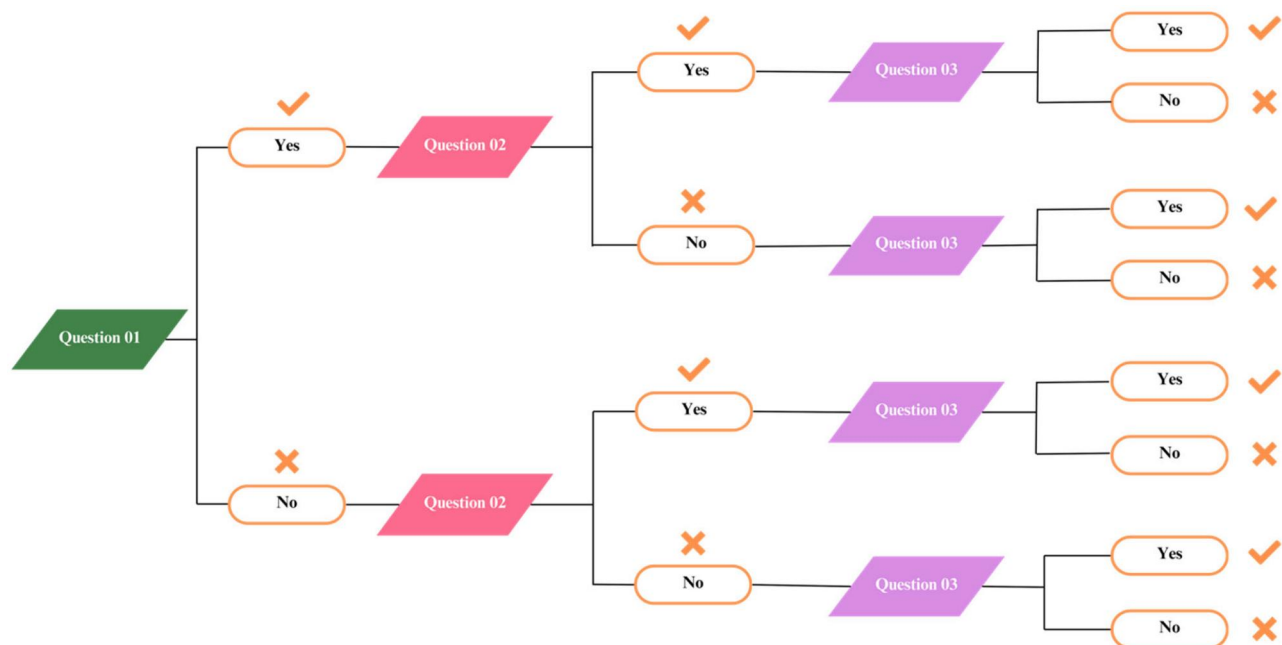 Yes
Yes
Question 03
Yes
No
Yes
Question 02
No
Question 03
Yes
No
Question 01
Yes
Question 03
Yes
No
No
Question 02
No
Question 03
Yes
No